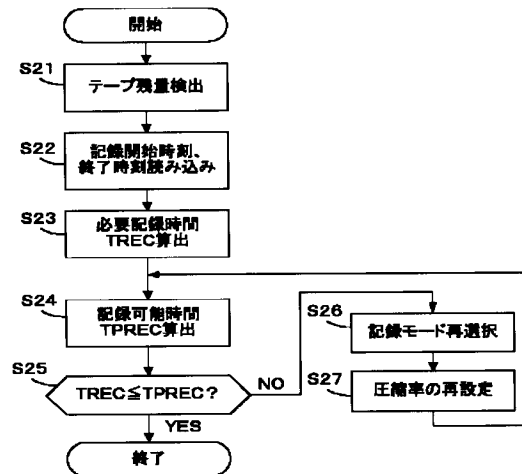 開始
S21
テープ残量検出
S22
記録開始時刻、
終了時刻読み込み
S23
必要記録時間
TREC算出
S24
記録可能時間
TPREC算出
S25
TREC≦TPREC?
NO
YES
終了
S26
記録モード再選択
S27
圧縮率の再設定